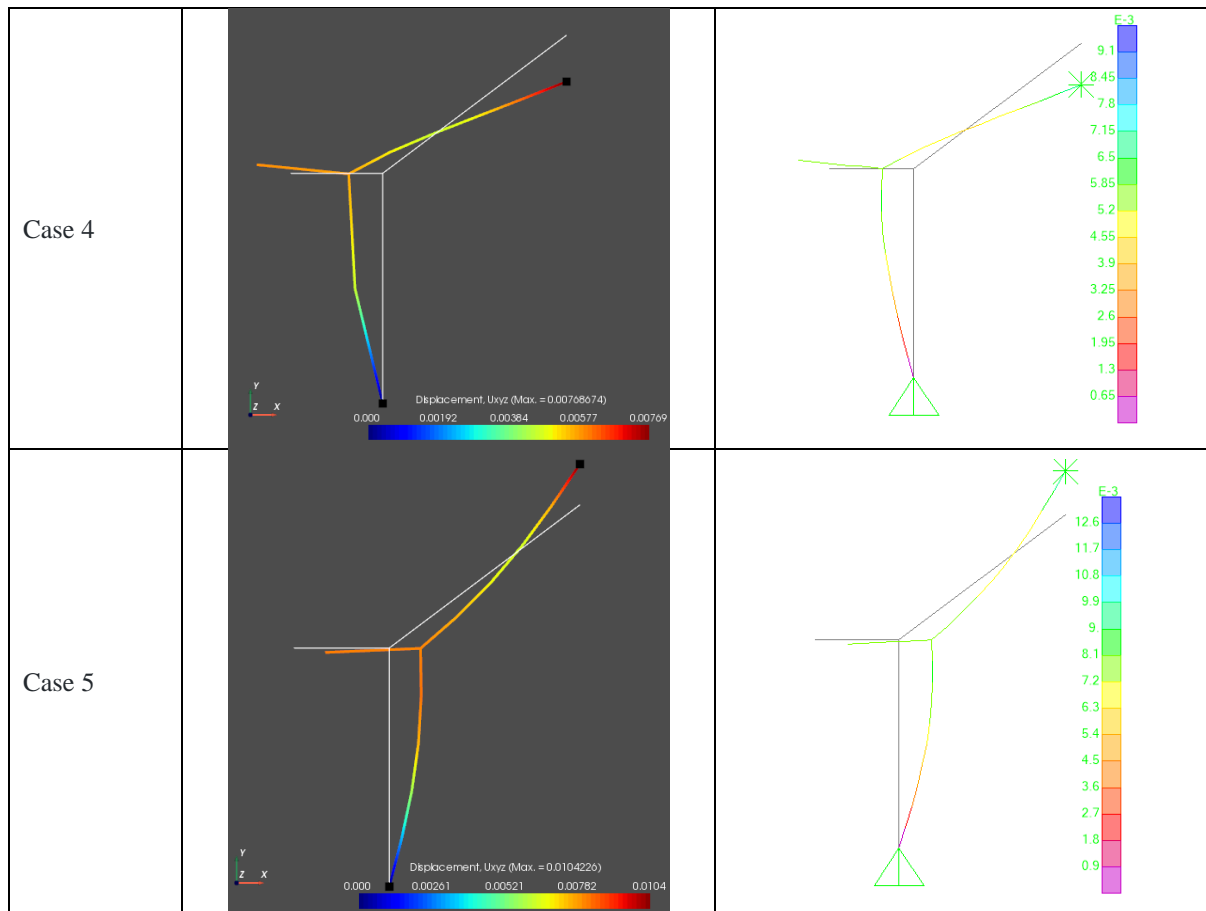 Case 4
Y
Z X
Displacement, Uxyz (Max. = 0.00768674)
0.000 0.00192 0.00384 0.00577 0.00769
E-3
9.1
8.45
7.8
7.15
6.5
5.85
5.2
4.55
3.9
3.25
2.6
1.95
1.3
0.65
Case 5
Y
Z X
Displacement, Uxyz (Max. = 0.0104226)
0.000 0.00261 0.00521 0.00782 0.0104
E-3
12.6
11.7
10.8
9.9
9
8.1
7.2
6.3
5.4
4.5
3.6
2.7
1.8
0.9